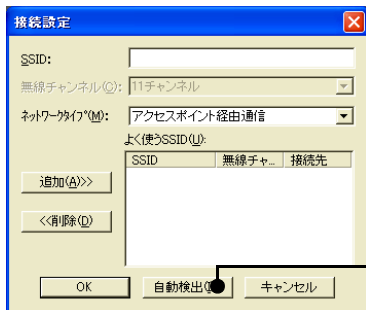 接続設定
SSID:
無線チャンネル(C): 11チャンネル
ネットワークタイプ(M): アクセスポイント経由通信
よく使うSSID(U):
SSID 無線チャ... 接続先
追加(A)>>
<<削除(D)
OK 自動検出 キャンセル